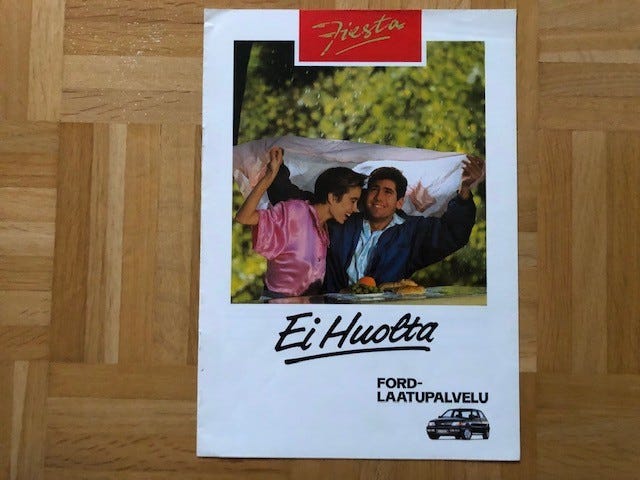 Fiesta
Ei Huolta
FORD-
LAATUPALVELU